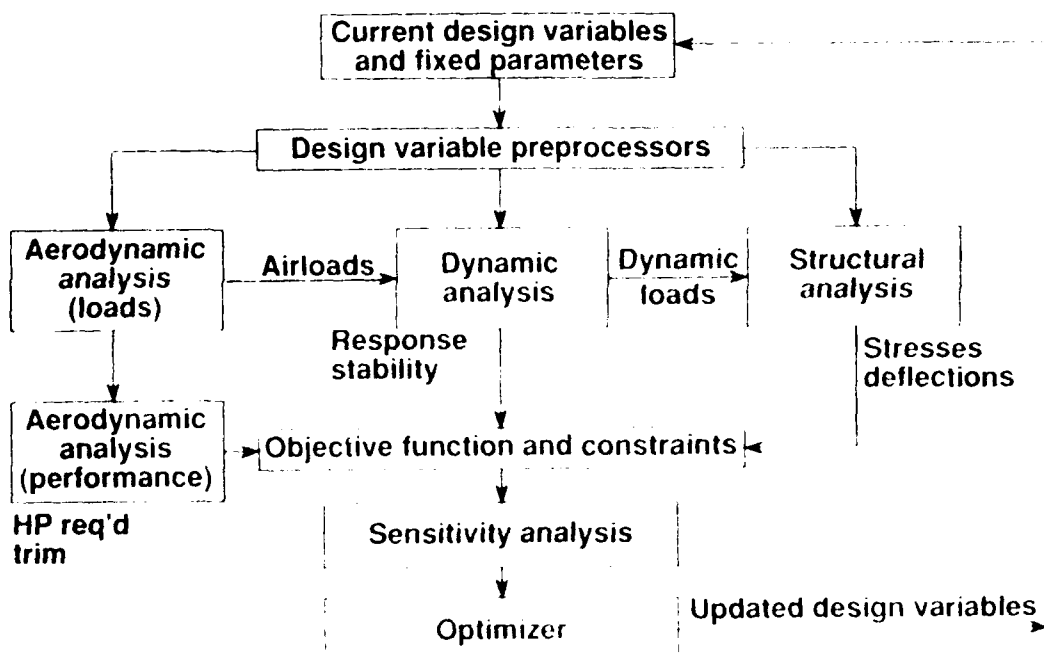 Current design variables
and fixed parameters
Design variable preprocessors
Aerodynamic
analysis
(loads)
Airloads
Dynamic
analysis
Dynamic
loads
Structural
analysis
Response
stability
Stresses
deflections
Aerodynamic
analysis
(performance)
Objective function and constraints
HP req'd
trim
Sensitivity analysis
Optimizer
Updated design variables